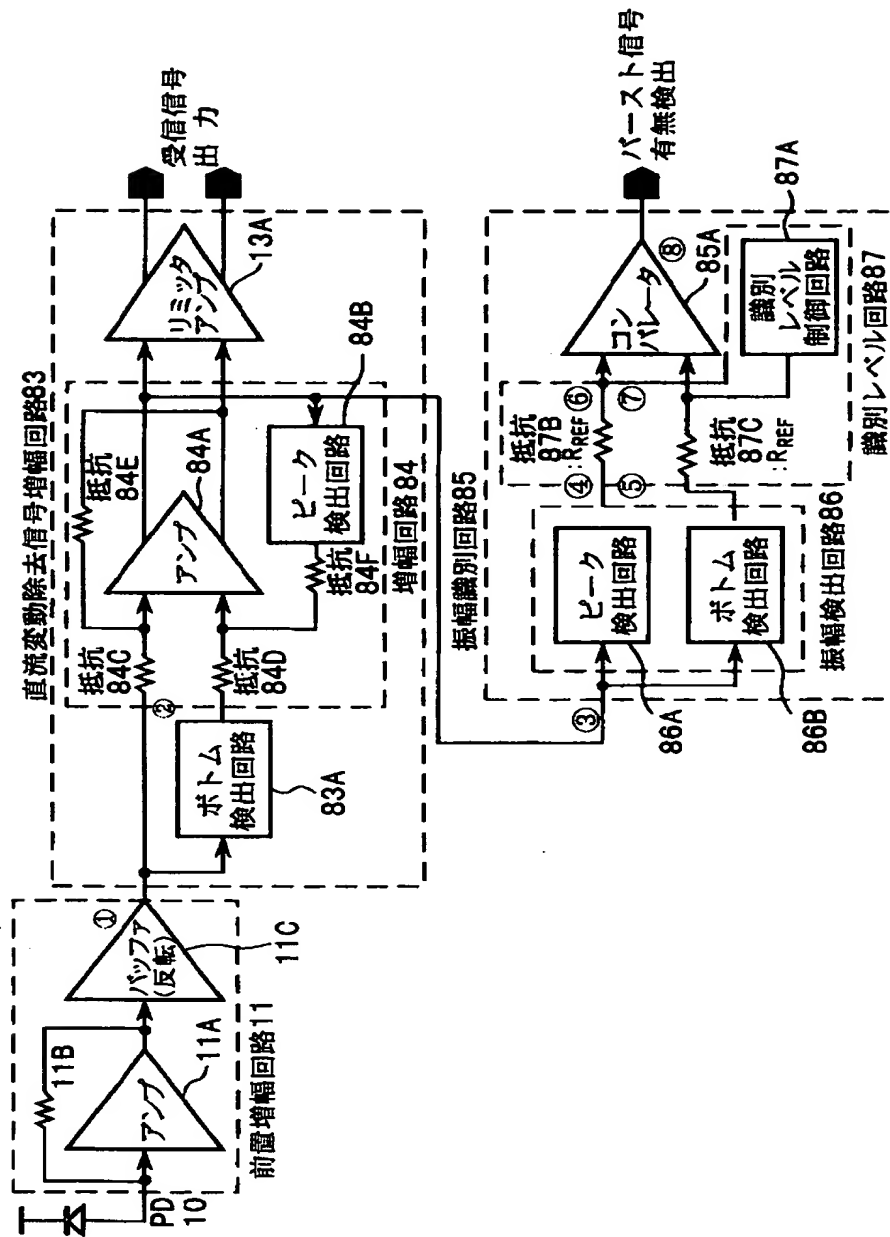 PD
10
11B
アンプ
11A
前置増幅回路11
バッファ
(反転)
①
11C
直流変動除去信号増幅回路83
ボトム
検出回路
83A
②
抵抗
84C
抵抗
84D
アンプ
84A
抵抗
84E
抵抗
84F
ピーク
検出回路
84B
増幅回路84
リミッタ
アンプ
13A
受信信号
出 力
振幅識別回路85
③
ピーク
検出回路
86A
ボトム
検出回路
86B
振幅検出回路86
④
⑤
抵抗
87B
:RREF
抵抗
87C
:RREF
⑥
⑦
コン
パレータ
⑧
85A
識別
レベル
制御回路
87A
識別レベル回路87
バースト信号
有無検出